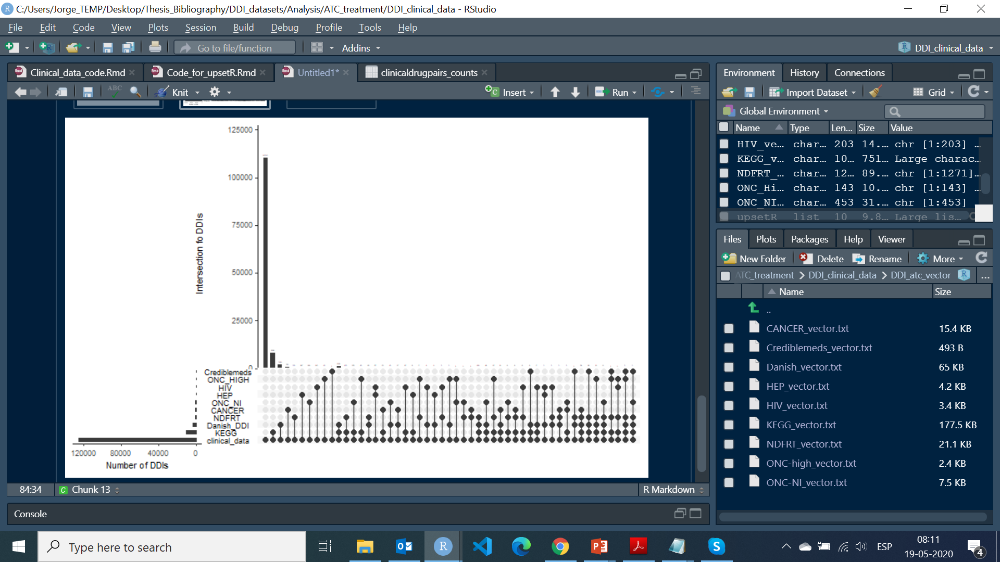 C:/Users/Jorge_TEMP/Desktop/Thesis_Bibliography/DDI_datasets/Analysis/ATC_treatment/DDI_clinical_data - RStudio
File Edit Code View Plots Session Build Debug Profile Tools Help
Go to file/function Addins DDI_clinical_data
Clinical_data_code.Rmd Code_for_upsetR.Rmd Untitled1* clinicaldrugpairs_counts
ABC Knit Insert Run
125000
100000
75000
50000
25000
0
Intersection fo DDIs
Crediblemeds
ONC_HIGH
HIV
HEP
ONC_NI
CANCER
NDFRT
Danish_DDI
KEGG
clinical_data
120000 80000 40000 0
Number of DDIs
84:34 C Chunk 13 R Markdown
Console
Environment History Connections
Import Dataset Grid
Global Environment
Name Type Len... Size Value
HIV_ve... char... 203 14.... chr [1:203] ...
KEGG_v... char... 10... 751... Large charac...
NDFRT_... char... 12... 89.... chr [1:1271]...
ONC_Hi... char... 143 10.... chr [1:143] ...
ONC_NI... char... 453 31.... chr [1:453]
upsetR list 10 9.8... Large lis...
Files Plots Packages Help Viewer
New Folder Delete Rename More
ATC_treatment DDI_clinical_data DDI_atc_vector ...
Name Size
..
CANCER_vector.txt 15.4 KB
Crediblemeds_vector.txt 493 B
Danish_vector.txt 65 KB
HEP_vector.txt 4.2 KB
HIV_vector.txt 3.4 KB
KEGG_vector.txt 177.5 KB
NDFRT_vector.txt 21.1 KB
ONC-high_vector.txt 2.4 KB
ONC-NI_vector.txt 7.5 KB
Type here to search
ESP
08:11
19-05-2020
4